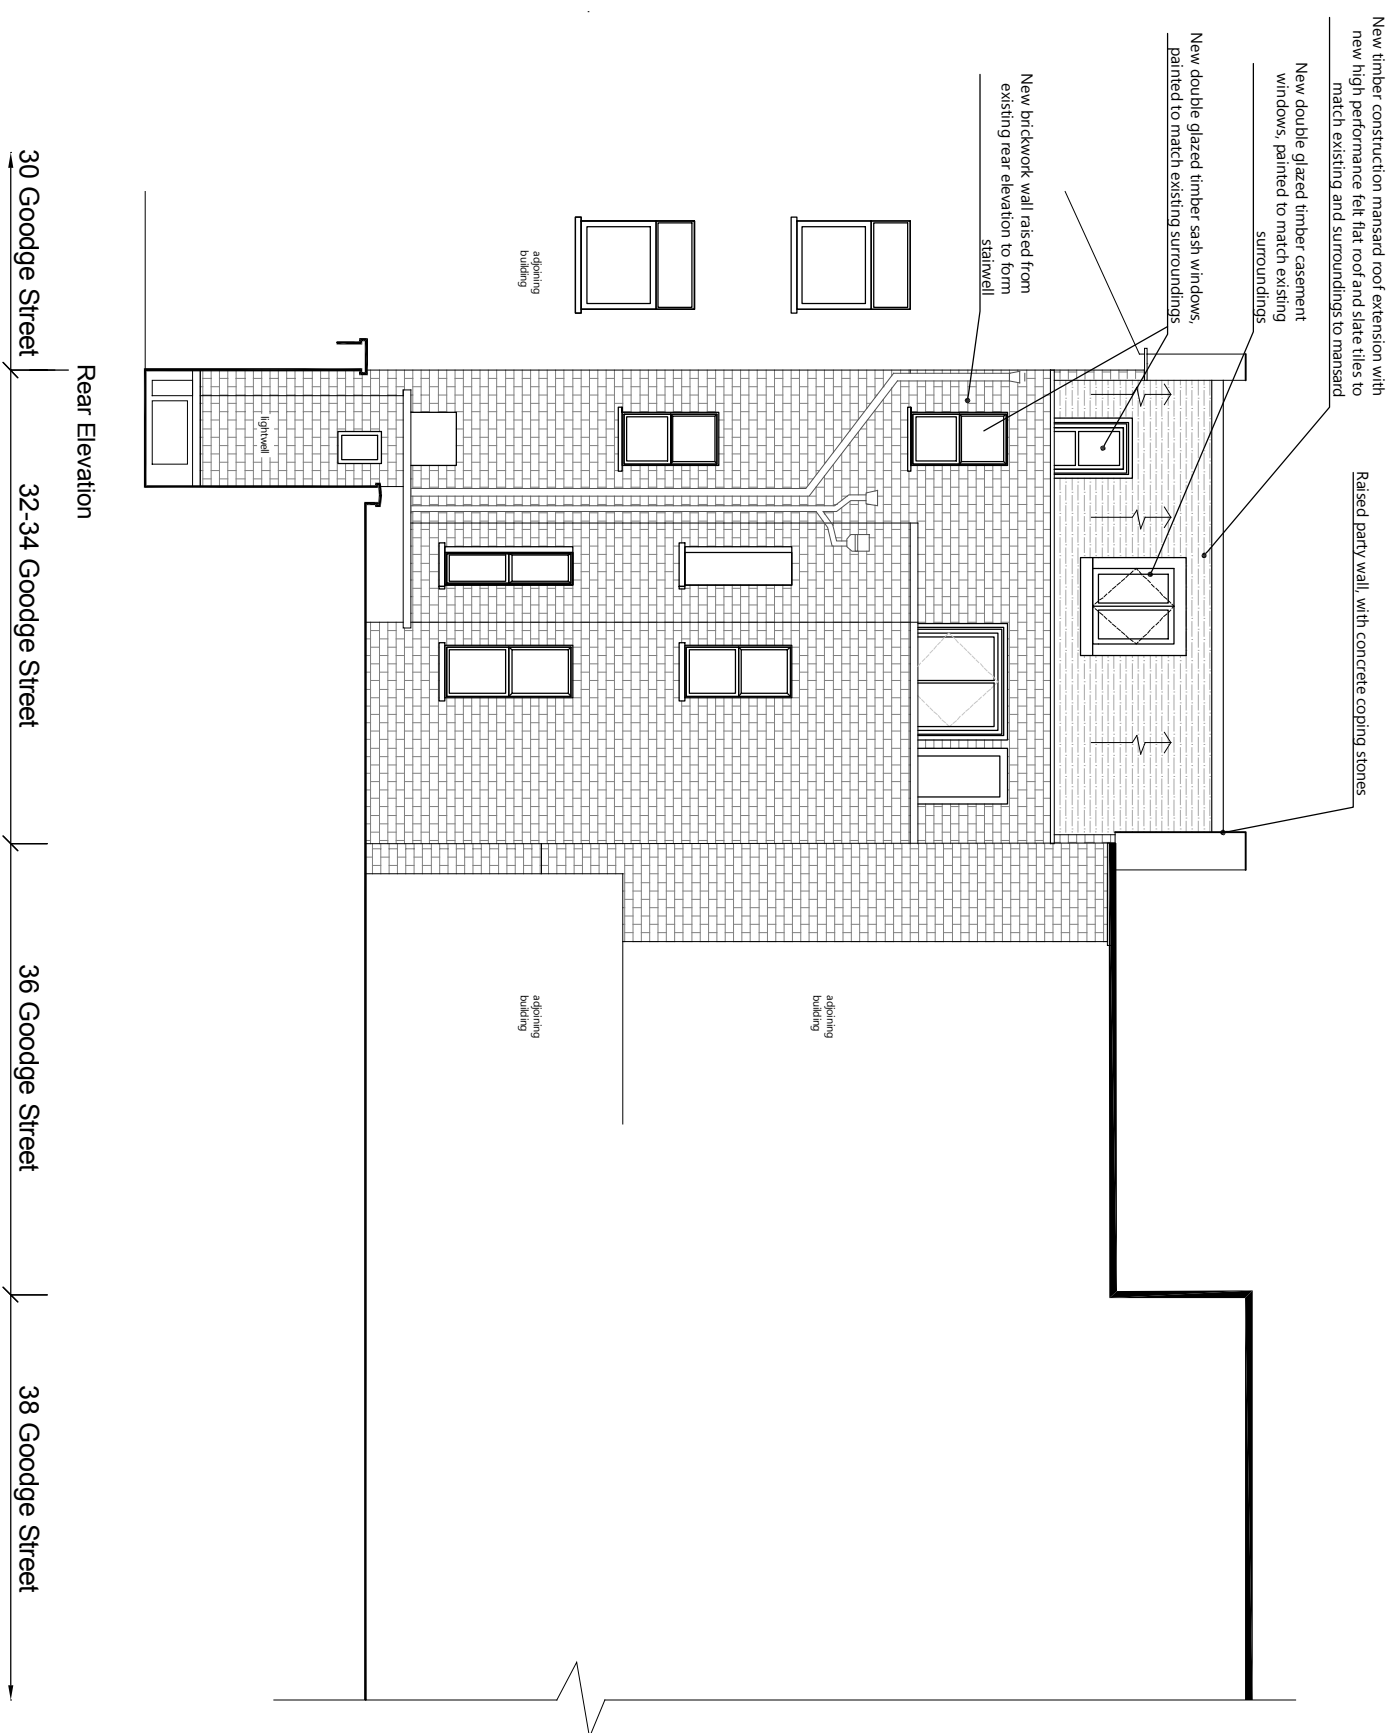 New timber construction mansard roof extension with
new high performance felt flat roof and slate tiles to
match existing and surroundings to mansard
New double glazed timber casement
windows, painted to match existing
surroundings
New double glazed timber sash windows,
painted to match existing surroundings
New brickwork wall raised from
existing rear elevation to form
stairwell
Raised party wall, with concrete coping stones
adjoining
building
adjoining
building
adjoining
building
lightwell
Rear Elevation
30 Goodge Street
32-34 Goodge Street
36 Goodge Street
38 Goodge Street